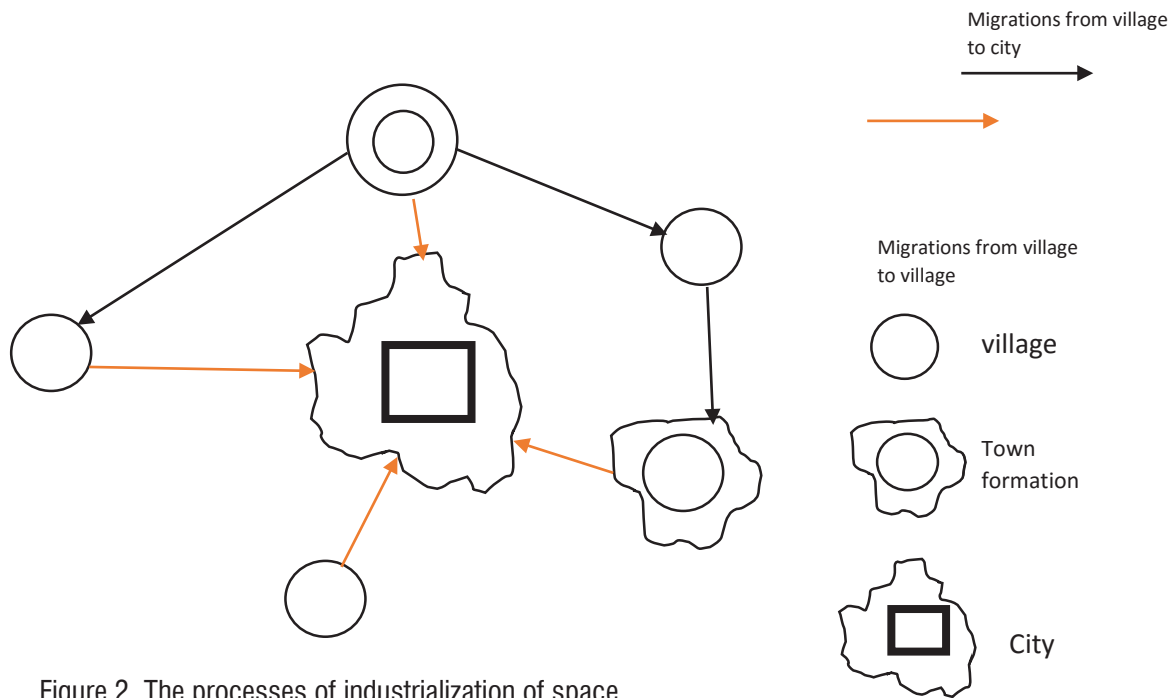 Migrations from village
to city
Migrations from village
to village
village
Town
formation
City
Figure 2. The processes of industrialization of space